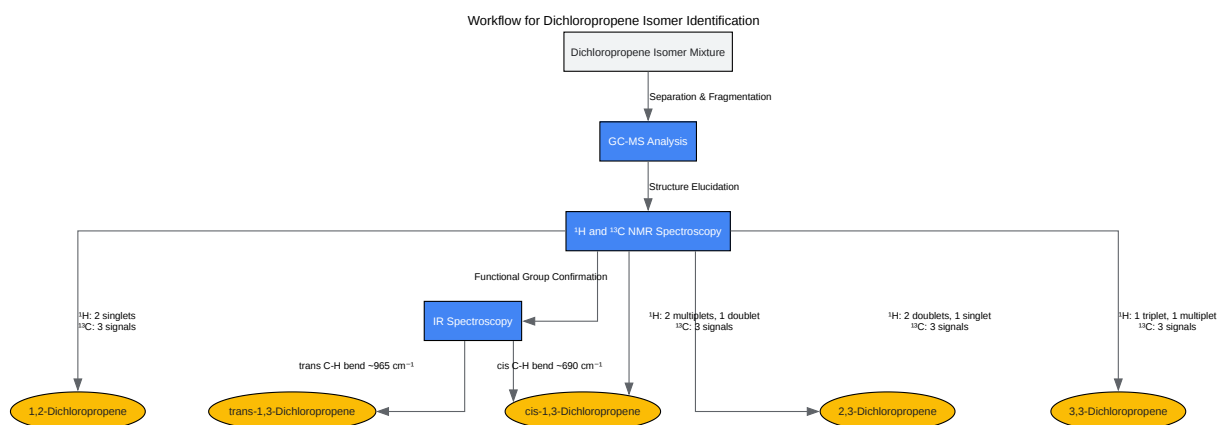 Workflow for Dichloropropene Isomer Identification
Dichloropropene Isomer Mixture
Separation & Fragmentation
GC-MS Analysis
Structure Elucidation
¹H and ¹³C NMR Spectroscopy
Functional Group Confirmation
IR Spectroscopy
¹H: 2 singlets
¹³C: 3 signals
¹H: 2 multiplets, 1 doublet
¹³C: 3 signals
¹H: 2 doublets, 1 singlet
¹³C: 3 signals
¹H: 1 triplet, 1 multiplet
¹³C: 3 signals
trans C-H bend ~965 cm⁻¹
cis C-H bend ~690 cm⁻¹
1,2-Dichloropropene
trans-1,3-Dichloropropene
cis-1,3-Dichloropropene
2,3-Dichloropropene
3,3-Dichloropropene